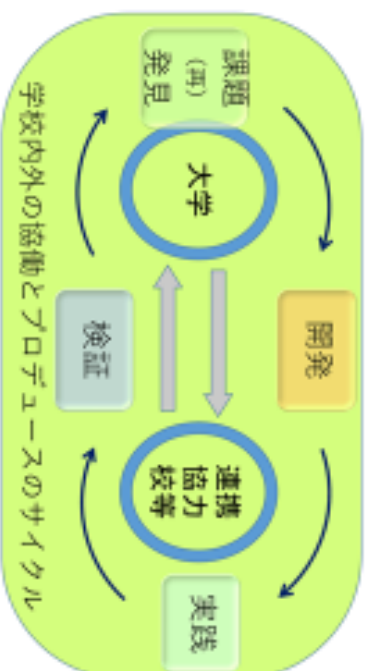 課題
(再)
発見
大学
開発
検証
連携
協力
校等
実践
学校内外の協働とプロデュースのサイクル